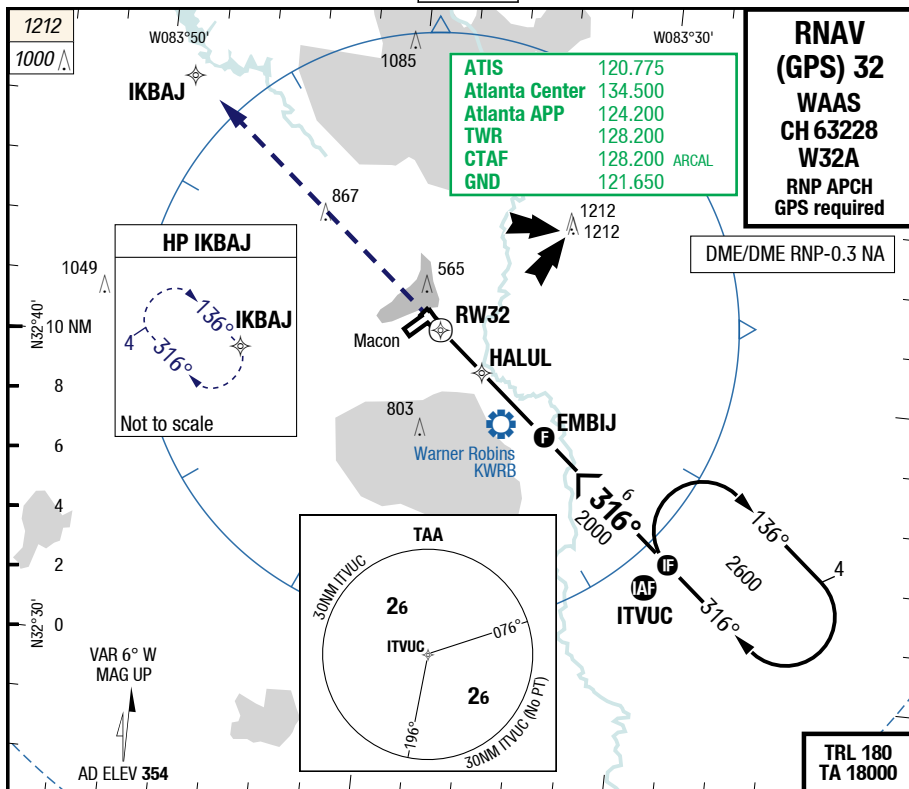 1212
1000
W083°50'
1085
W083°30'
RNAV
(GPS) 32
WAAS
CH 63228
W32A
RNP APCH
GPS required
IKBAJ
ATIS 120.775
Atlanta Center 134.500
Atlanta APP 124.200
TWR 128.200
CTAF 128.200 ARCAL
GND 121.650
867
1212
1212
DME/DME RNP-0.3 NA
HP IKBAJ
IKBAJ
136°
4
316°
Not to scale
1049
565
N32°40'
10 NM
Macon
RW32
HALUL
8
803
EMBIJ
F
6
Warner Robins
KWRB
4
6
316°
2000
136°
2600
4
316°
2
IF
IAF
ITVUC
N32°30'
0
TAA
30NM ITVUC
26
ITVUC
076°
26
196°
30NM ITVUC (No PT)
VAR 6° W
MAG UP
AD ELEV 354
TRL 180
TA 18000